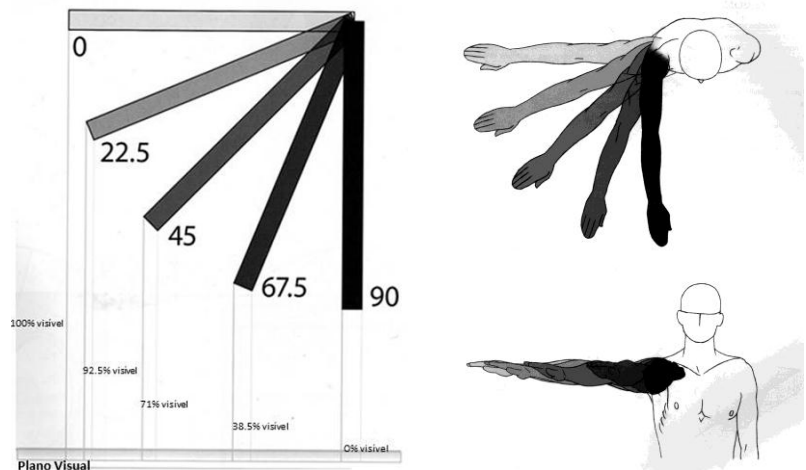 0
22.5
45
67.5
90
100% visivel
92.5% visivel
71% visivel
38.5% visivel
0% visivel
Plano Visual